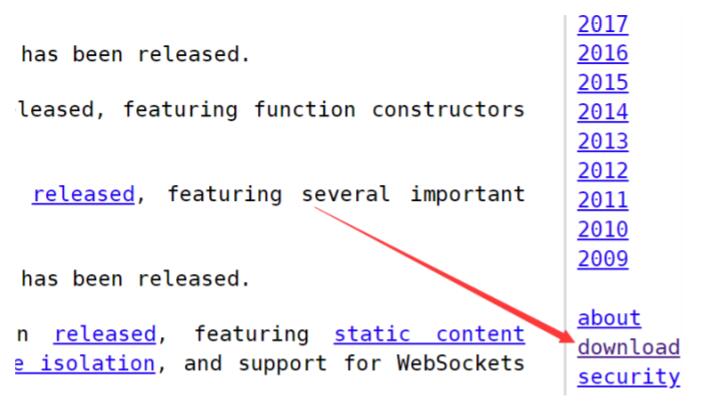 has been released.
leased, featuring function constructors
released, featuring several important
has been released.
n released, featuring static content
e isolation, and support for WebSockets
2017
2016
2015
2014
2013
2012
2011
2010
2009
about
download
security